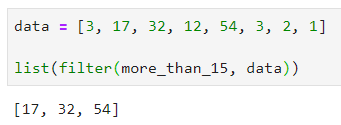 data = [3, 17, 32, 12, 54, 3, 2, 1]
list(filter(more_than_15, data))
[17, 32, 54]